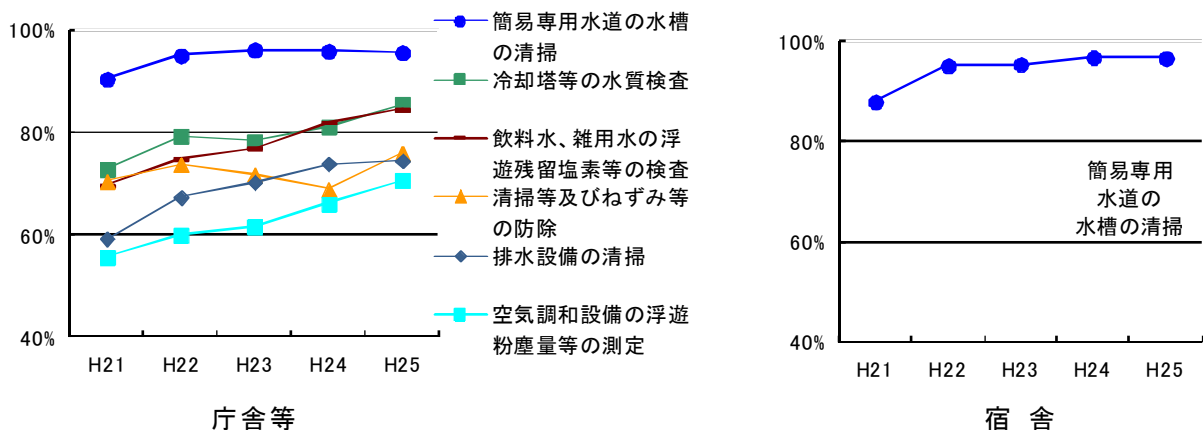 100%
80%
60%
40%
H21 H22 H23 H24 H25
庁舎等
簡易専用水道の水槽
の清掃
冷却塔等の水質検査
飲料水、雑用水の浮
遊残留塩素等の検査
清掃等及びねずみ等
の防除
排水設備の清掃
空気調和設備の浮遊
粉塵量等の測定
100%
80%
60%
40%
簡易専用
水道の
水槽の清掃
H21 H22 H23 H24 H25
宿 舎